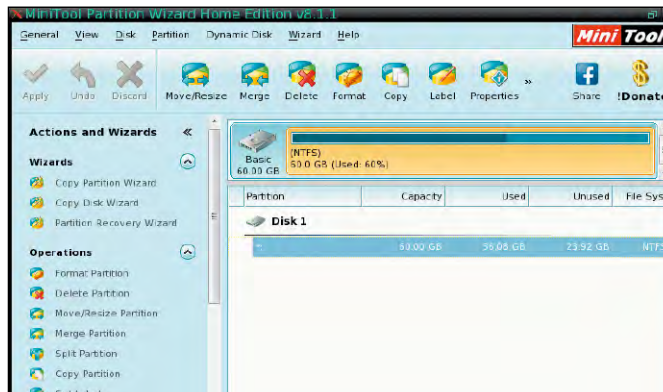 MiniTool Partition Wizard Home Edition v8.1.1
General View Disk Partition Dynamic Disk Wizard Help
Mini Tool
Apply Undo Discard Move/Resize Merge Delete Format Copy Label Properties » Share !Donate
Actions and Wizards «
Wizards
Copy Partition Wizard
Copy Disk Wizard
Partition Recovery Wizard
Operations
Format Partition
Delete Partition
Move/Resize Partition
Merge Partition
Split Partition
Copy Partition
Basic
60.00 GB
(NTFS)
60.0 GB (Used: 60%)
Partition Capacity Used Unused File Sys
Disk 1
60.00 GB 23.92 GB NTFS